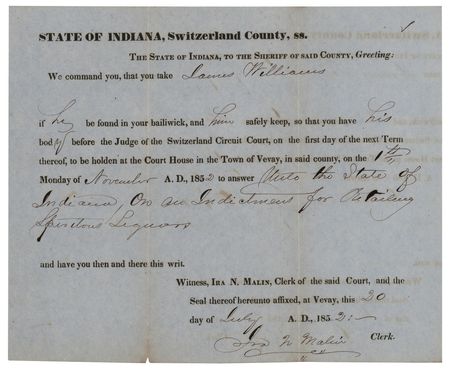 STATE OF INDIANA, Switzerland County, ss.
THE STATE OF INDIANA, TO THE SHERIFF OF SAID COUNTY, Greeting:
We command you, that you take James Williams
if he be found in your bailiwick, and him safely keep, so that you have his
body before the Judge of the Switzerland Circuit Court, on the first day of the next Term
thereof, to be holden at the Court House in the Town of Vevay, in said county, on the 1st
Monday of November A. D., 1852 to answer Unto the State of
Indiana, On an Indictment for Retailing
Spiritous Liquors
and have you then and there this writ.
Witness, IRA N. MALIN, Clerk of the said Court, and the
Seal thereof hereunto affixed, at Vevay, this 20
day of July A. D., 1852:—
Ira N Malin Clerk.